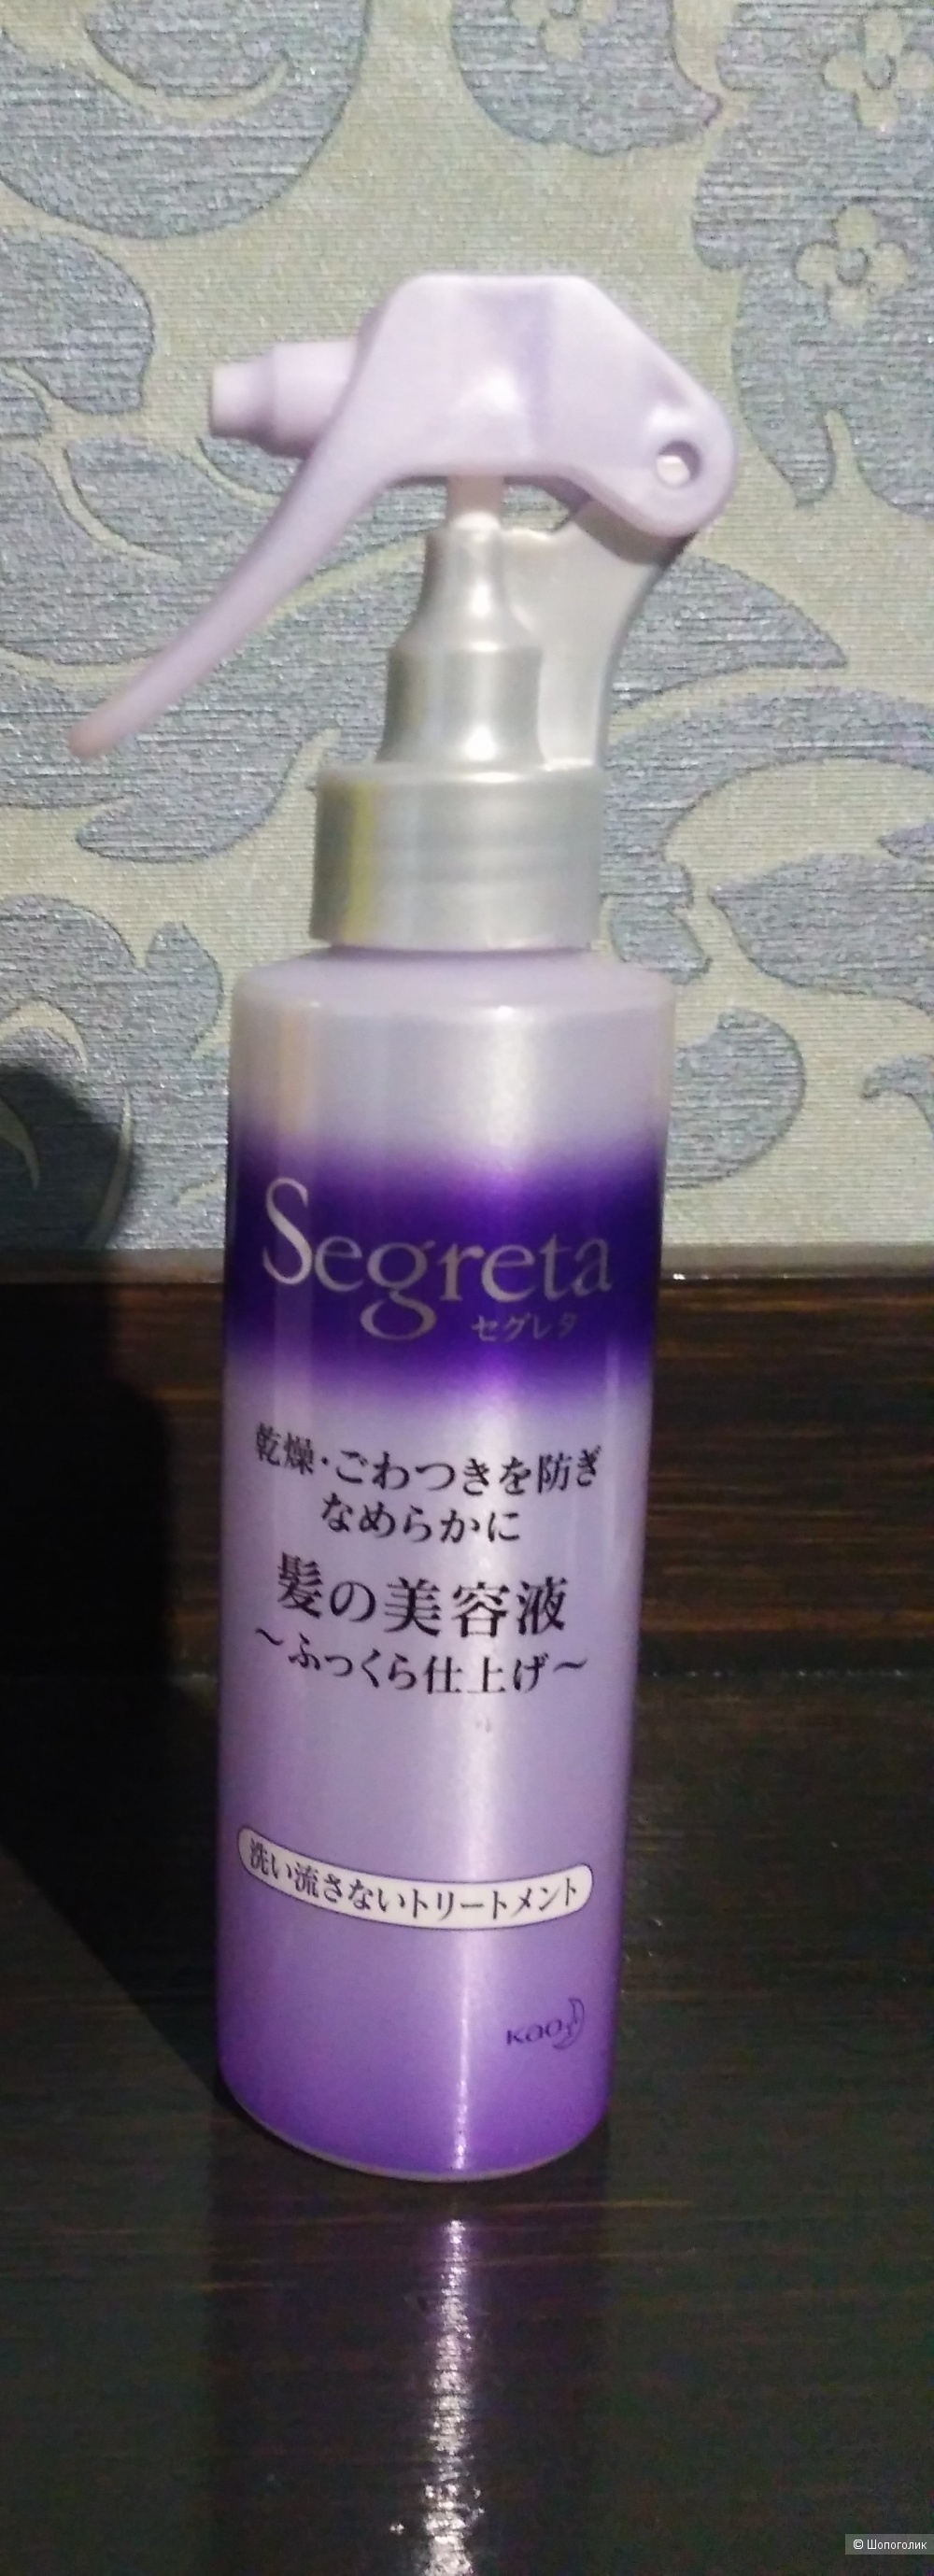 Segreta
セグレタ
乾燥・ごわつきを防ぎ
なめらかに
髪の美容液
～ふっくら仕上げ～
洗い流さないトリートメント
Kao
© Шопоголик